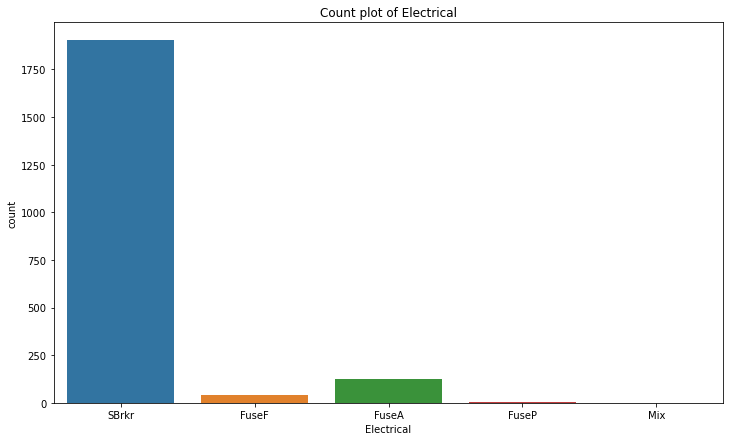 Count plot of Electrical
1750
1500
1250
1000
750
500
250
0
count
SBrkr FuseF FuseA FuseP Mix
Electrical